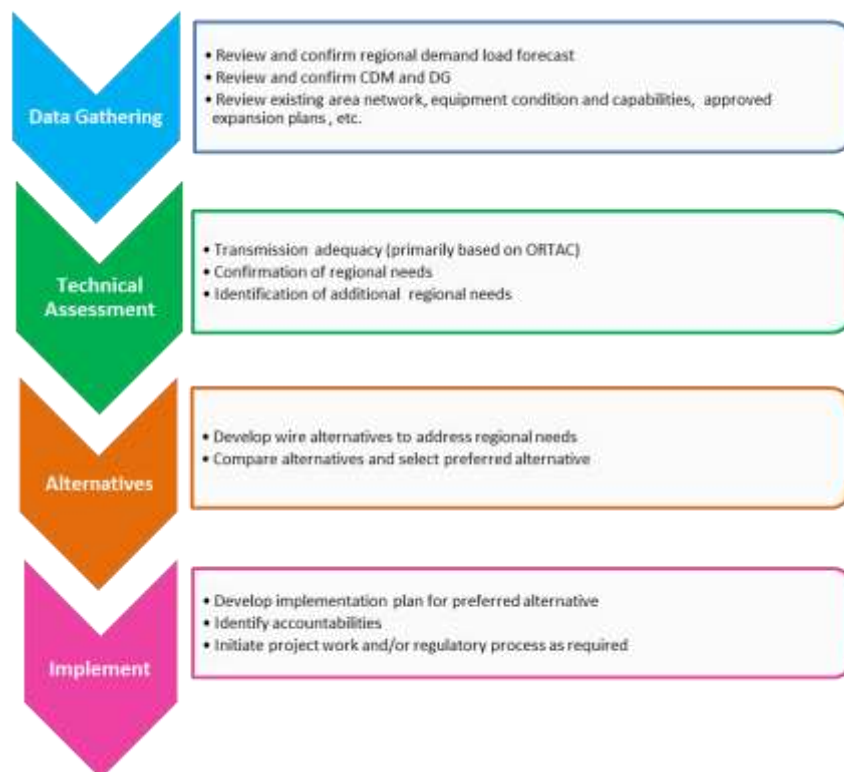 Data Gathering
• Review and confirm regional demand load forecast
• Review and confirm CDM and DG
• Review existing area network, equipment condition and capabilities, approved
expansion plans, etc.
Technical
Assessment
• Transmission adequacy (primarily based on ORTAC)
• Confirmation of regional needs
• Identification of additional regional needs
Alternatives
• Develop wire alternatives to address regional needs
• Compare alternatives and select preferred alternative
Implement
• Develop implementation plan for preferred alternative
• Identify accountabilities
• Initiate project work and/or regulatory process as required